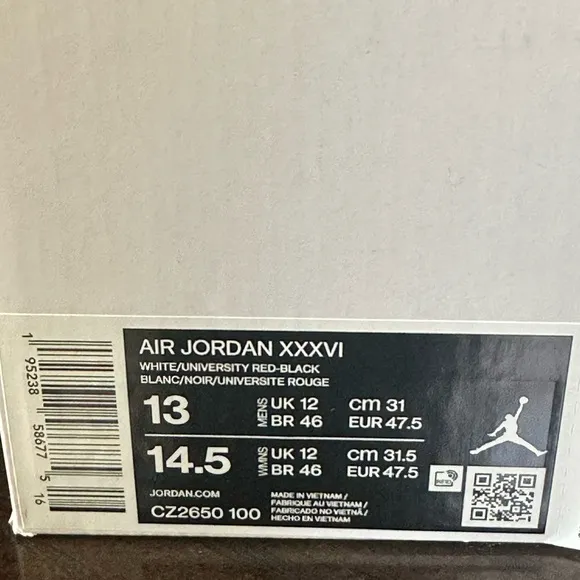 AIR JORDAN XXXVI
WHITE/UNIVERSITY RED-BLACK
BLANC/NOIR/UNIVERSITE ROUGE
13 MENS UK 12 cm 31
BR 46 EUR 47.5
14.5 WMNS UK 12 cm 31.5
BR 46 EUR 47.5
JORDAN.COM
CZ2650 100
MADE IN VIETNAM /
FABRIQUE AU VIETNAM /
FABRICADO NO VIETNÃ /
HECHO EN VIETNAM
1 95238 58677 5 16